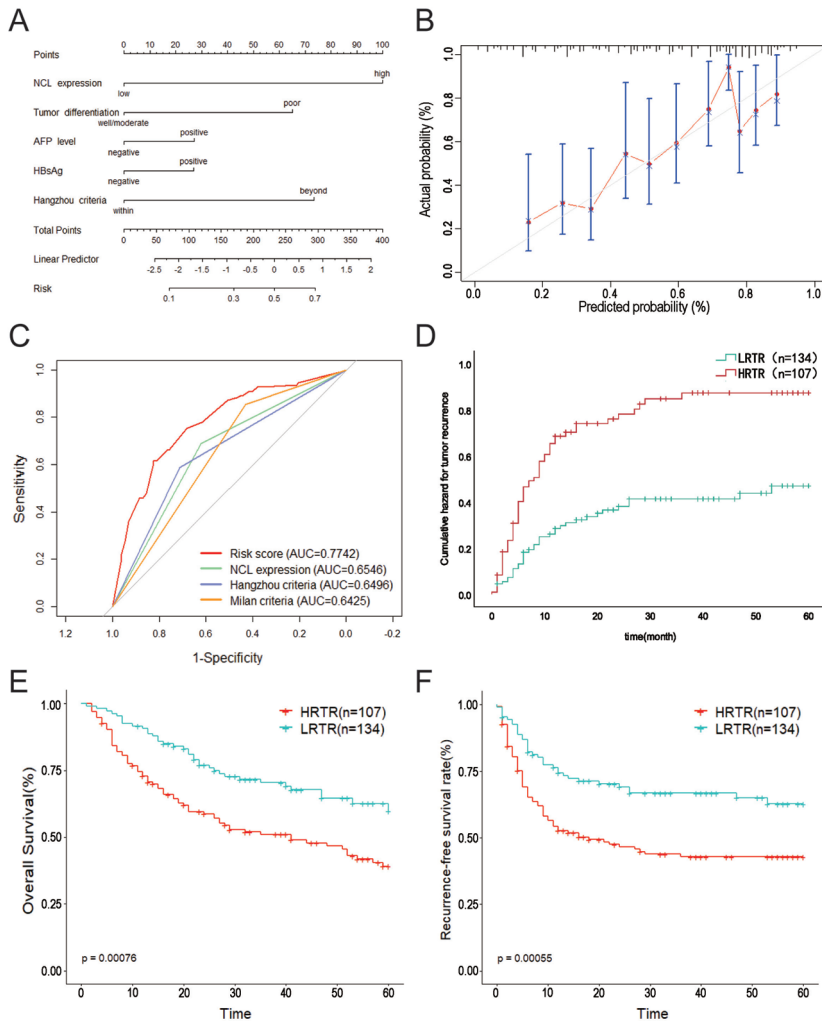 A
Points
0 10 20 30 40 50 60 70 80 90 100
NCL expression
high
low
Tumor differentiation
poor
well/moderate
AFP level
positive
negative
HBsAg
positive
negative
Hangzhou criteria
beyond
within
Total Points
0 50 100 150 200 250 300 350 400
Linear Predictor
-2.5 -2 -1.5 -1 -0.5 0 0.5 1 1.5 2
Risk
0.1 0.3 0.5 0.7
B
Actual probability (%)
1.0
0.8
0.6
0.4
0.2
0.0
0.0 0.2 0.4 0.6 0.8 1.0
Predicted probability (%)
C
Sensitivity
1.0
0.8
0.6
0.4
0.2
0.0
Risk score (AUC=0.7742)
NCL expression (AUC=0.6546)
Hangzhou criteria (AUC=0.6496)
Milan criteria (AUC=0.6425)
1.2 1.0 0.8 0.6 0.4 0.2 0.0 -0.2
1-Specificity
D
LRTR (n=134)
HRTR (n=107)
Cumulative hazard for tumor recurrence
1.0
0.8
0.6
0.4
0.2
0.0
0 10 20 30 40 50 60
time(month)
E
Overall Survival(%)
1.00
0.75
0.50
0.25
0.00
HRTR(n=107)
LRTR(n=134)
p = 0.00076
0 10 20 30 40 50 60
Time
F
Recurrence-free survival rate(%)
1.00
0.75
0.50
0.25
0.00
HRTR(n=107)
LRTR(n=134)
p = 0.00055
0 10 20 30 40 50 60
Time